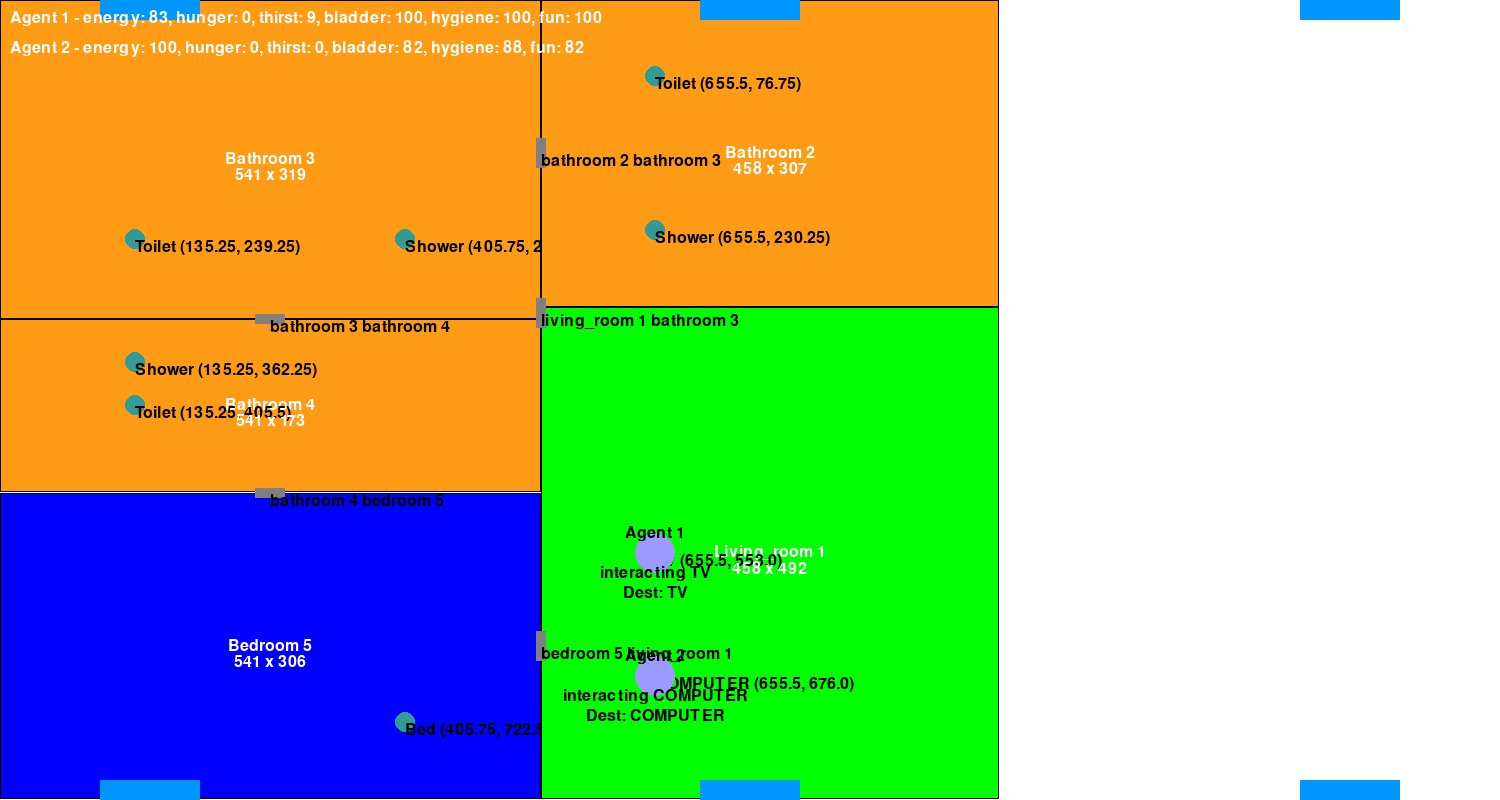 Agent 1 - energy: 83, hunger: 0, thirst: 9, bladder: 100, hygiene: 100, fun: 100
Agent 2 - energy: 100, hunger: 0, thirst: 0, bladder: 82, hygiene: 88, fun: 82
Toilet (655.5, 76.75)
Bathroom 3
541 x 319
bathroom 2 bathroom 3
Bathroom 2
458 x 307
Toilet (135.25, 239.25)
Shower (405.75, 2
Shower (655.5, 230.25)
bathroom 3 bathroom 4
living_room 1 bathroom 3
Shower (135.25, 362.25)
Toilet (135.25, 405.5)
Bathroom 4
541 x 173
bathroom 4 bedroom 5
Agent 1
(655.5, 553.0)
interacting TV
Dest: TV
Living_room 1
458 x 492
Bedroom 5
541 x 306
bedroom 5 living_room 1
Agent 2
OMPUTER (655.5, 676.0)
interacting COMPUTER
Dest: COMPUTER
Bed (405.75, 722.5